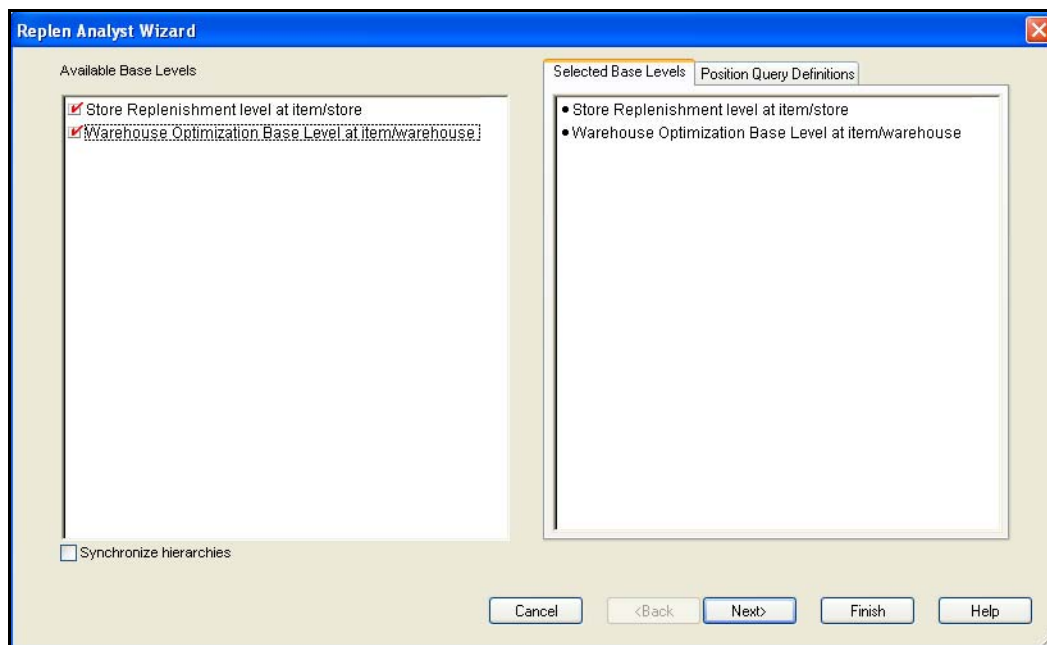 Replen Analyst Wizard
Available Base Levels
Store Replenishment level at item/store
Warehouse Optimization Base Level at item/warehouse
Synchronize hierarchies
Selected Base Levels
Position Query Definitions
• Store Replenishment level at item/store
• Warehouse Optimization Base Level at item/warehouse
Cancel
<Back
Next>
Finish
Help